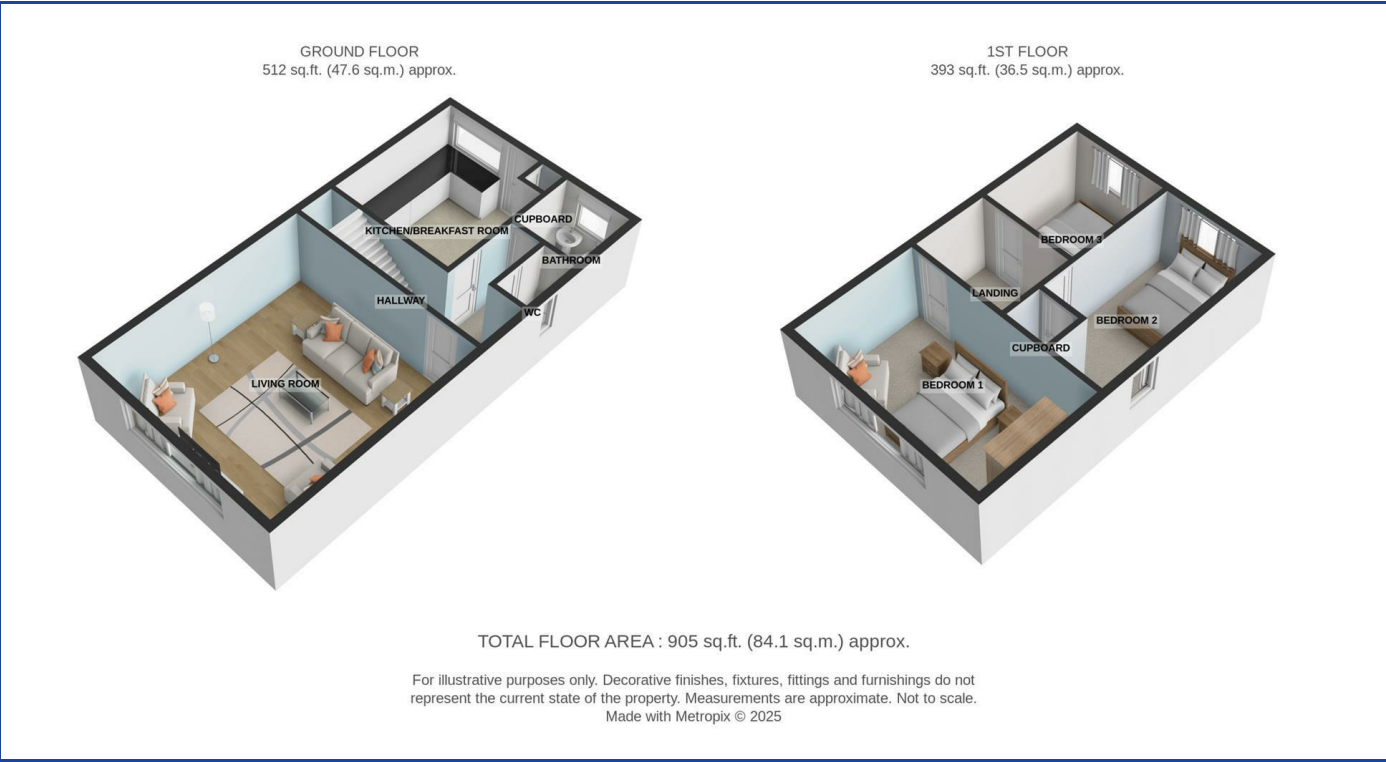 GROUND FLOOR
512 sq.ft. (47.6 sq.m.) approx.
KITCHEN/BREAKFAST ROOM
CUPBOARD
BATHROOM
HALLWAY
WC
LIVING ROOM
1ST FLOOR
393 sq.ft. (36.5 sq.m.) approx.
BEDROOM 3
LANDING
BEDROOM 2
CUPBOARD
BEDROOM 1
TOTAL FLOOR AREA : 905 sq.ft. (84.1 sq.m.) approx.
For illustrative purposes only. Decorative finishes, fixtures, fittings and furnishings do not
represent the current state of the property. Measurements are approximate. Not to scale.
Made with Metropix © 2025